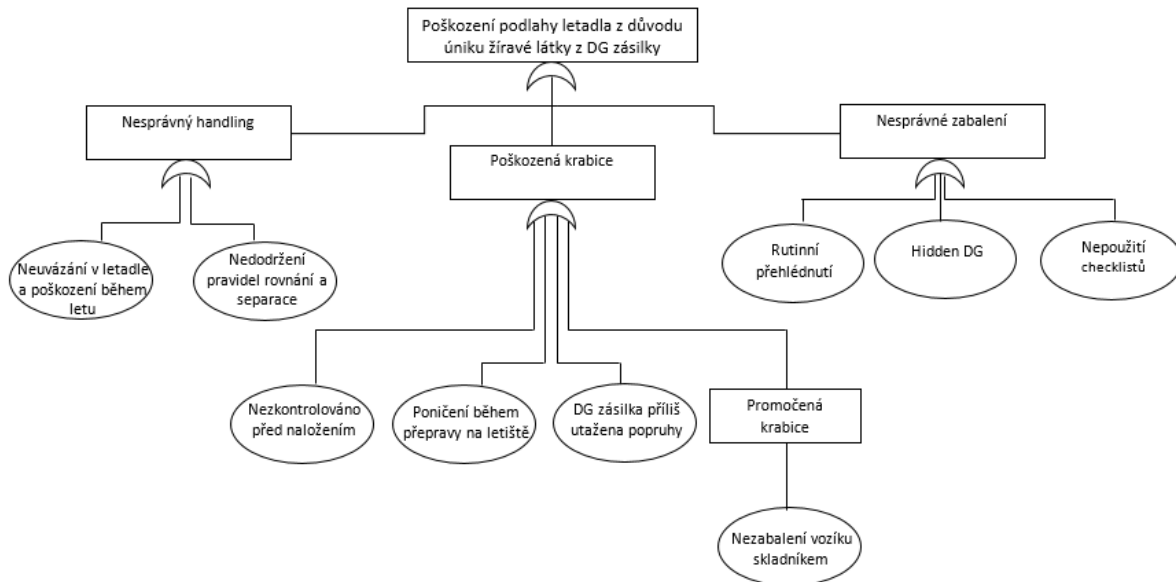 Poškození podlahy letadla z důvodu
úniku žíravé látky z DG zásilky
Nesprávný handling
Nesprávné zabalení
Poškozená krabice
Neuvázání v letadle
a poškození během
letu
Nedodržení
pravidel rovnání a
separace
Rutinní
přehlédnutí
Hidden DG
Nepoužití
checklistů
Nezkontrolováno
před naložením
Poničení během
přepravy na letiště
DG zásilka příliš
utažena popruhy
Promočená
krabice
Nezabalení vozíku
skladníkem